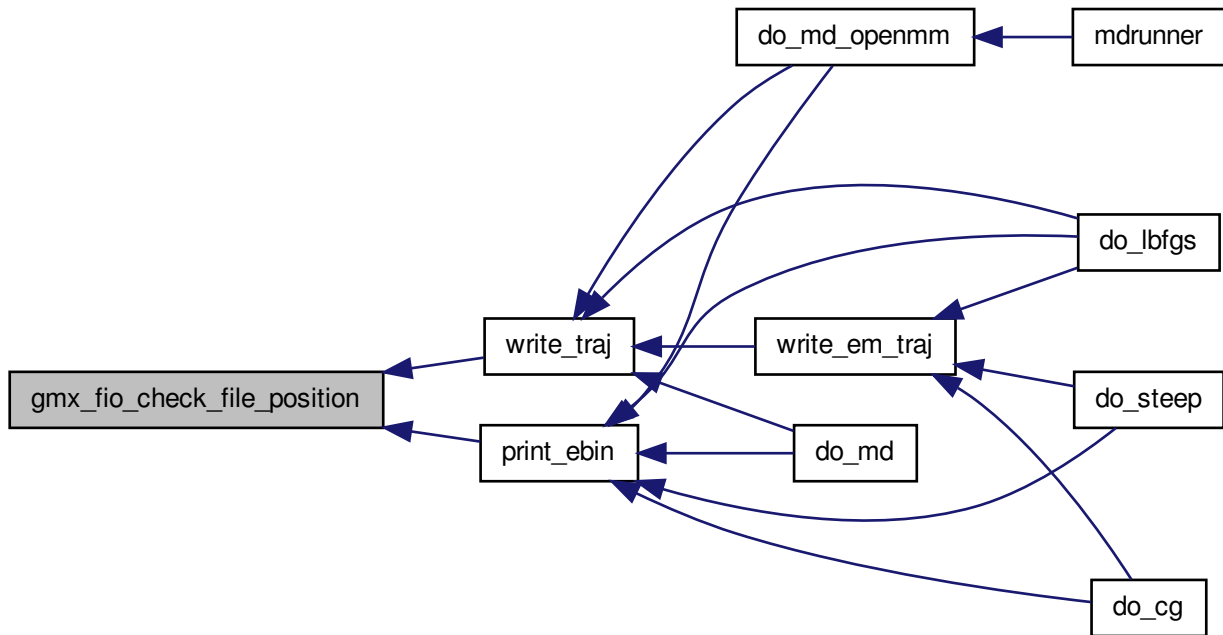 do_md_openmm
mdrunner
do_lbfgs
write_traj
write_em_traj
gmx_fio_check_file_position
do_steep
print_ebin
do_md
do_cg